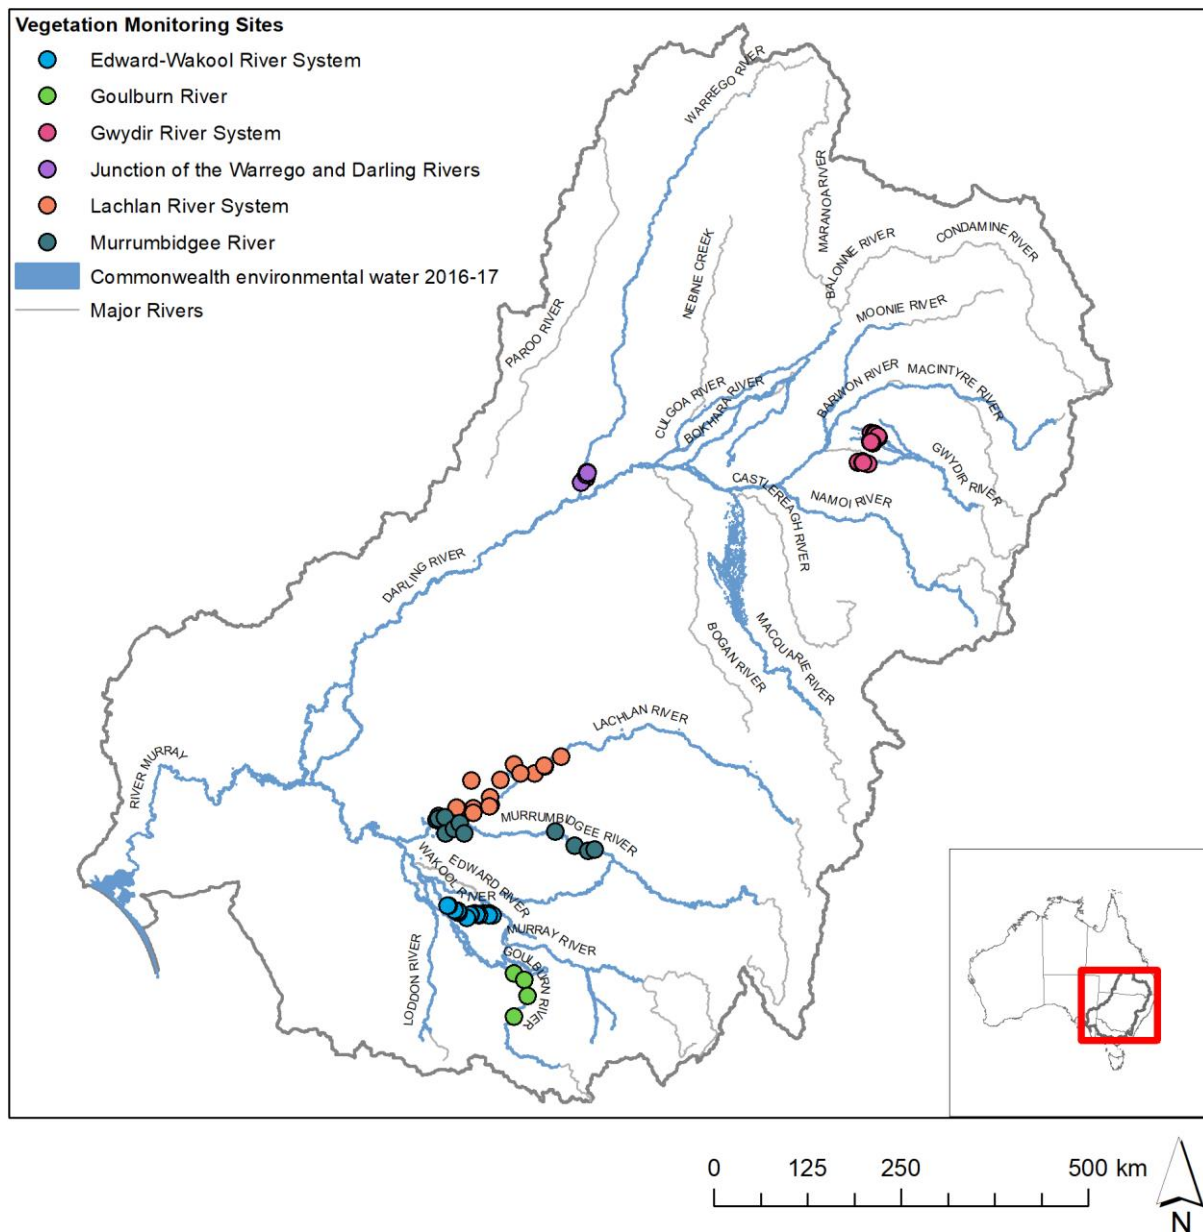 Vegetation Monitoring Sites
Edward-Wakool River System
Goulburn River
Gwydir River System
Junction of the Warrego and Darling Rivers
Lachlan River System
Murrumbidgee River
Commonwealth environmental water 2016-17
Major Rivers
WARREGO RIVER
MARANOA RIVER
BALONNE RIVER
CONDAMINE RIVER
NEBINE CREEK
MOONIE RIVER
PAROO RIVER
CULGOA RIVER
BOKHARA RIVER
BARWON RIVER
MACINTYRE RIVER
GWYDIR RIVER
CASTLEREAGH RIVER
NAMOI RIVER
DARLING RIVER
BOGAN RIVER
MACQUARIE RIVER
LACHLAN RIVER
RIVER MURRAY
MURRUMBIDGEE RIVER
WAKOOL RIVER
EDWARD RIVER
MURRAY RIVER
GOULBURN RIVER
LODDON RIVER
0 125 250 500 km
N